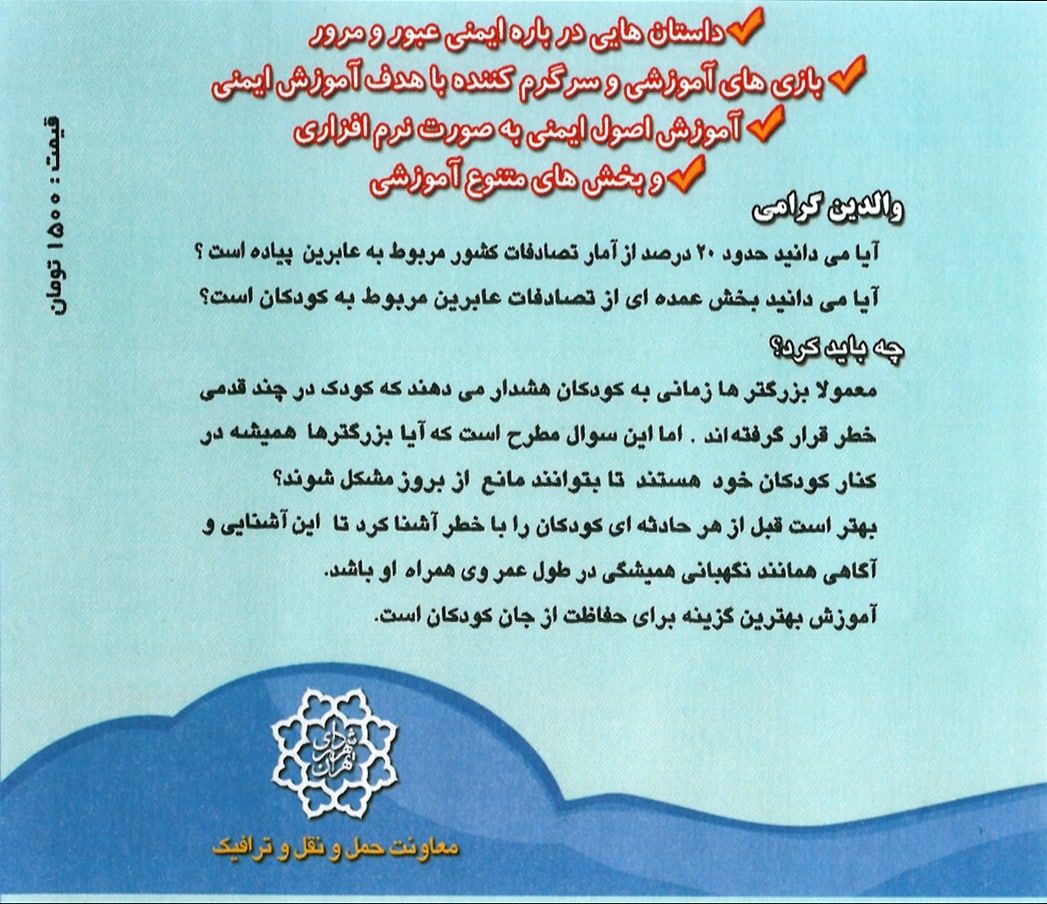 داستان هایی در باره ایمنی عبور و مرور
بازی های آموزشی و سرگرم کننده با هدف آموزش ایمنی
آموزش اصول ایمنی به صورت نرم افزاری
و بخش های متنوع آموزشی
والدین گرامی
آیا می دانید حدود ۲۰ درصد از آمار تصادفات کشور مربوط به عابرین پیاده است ؟
آیا می دانید بخش عمده ای از تصادفات عابرین مربوط به کودکان است؟
چه باید کرد؟
معمولا بزرگتر ها زمانی به کودکان هشدار می دهند که کودک در چند قدمی
خطر قرار گرفته‌اند . اما این سوال مطرح است که آیا بزرگترها همیشه در
کنار کودکان خود هستند تا بتوانند مانع از بروز مشکل شوند؟
بهتر است قبل از هر حادثه ای کودکان را با خطر آشنا کرد تا این آشنایی و
آگاهی همانند نگهبانی همیشگی در طول عمر وی همراه او باشد.
آموزش بهترین گزینه برای حفاظت از جان کودکان است.
قیمت : ۱۵۰۰ تومان
شهرداری تهران
معاونت حمل و نقل و ترافیک